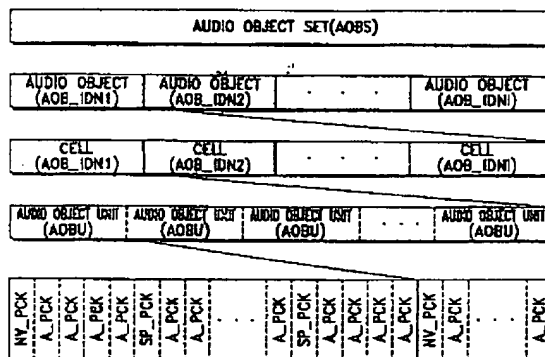 AUDIO OBJECT SET(AOBS)
AUDIO OBJECT AUDIO OBJECT . . . AUDIO OBJECT
(AOB_IDN1) (AOB_IDN2) (AOB_IDNI)
CELL CELL . . . CELL
(AOB_IDN1) (AOB_IDN2) (AOB_IDNI)
AUDIO OBJECT UNIT AUDIO OBJECT UNIT AUDIO OBJECT UNIT . . . AUDIO OBJECT UNIT
(AOBU) (AOBU) (AOBU) (AOBU)
NV_PCK A_PCK A_PCK A_PCK A_PCK SP_PCK A_PCK A_PCK . . . A_PCK SP_PCK A_PCK A_PCK A_PCK A_PCK NV_PCK A_PCK . . . A_PCK